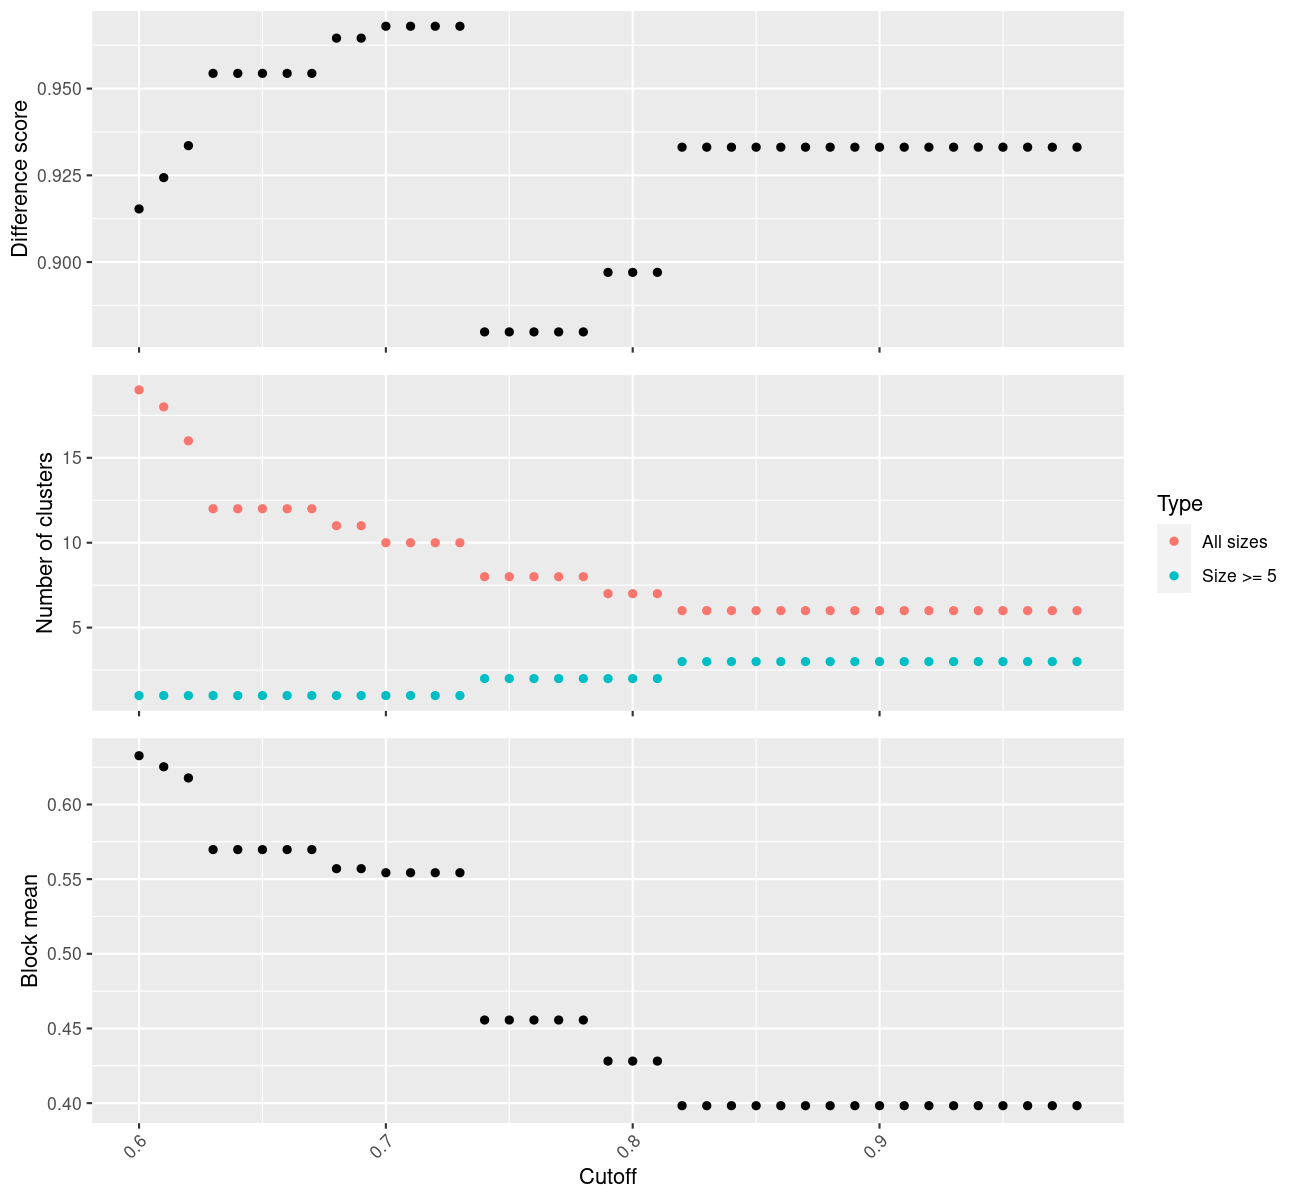 Difference score
0.950
0.925
0.900
Number of clusters
15
10
5
Type
All sizes
Size >= 5
Block mean
0.60
0.55
0.50
0.45
0.40
0.6
0.7
0.8
0.9
Cutoff